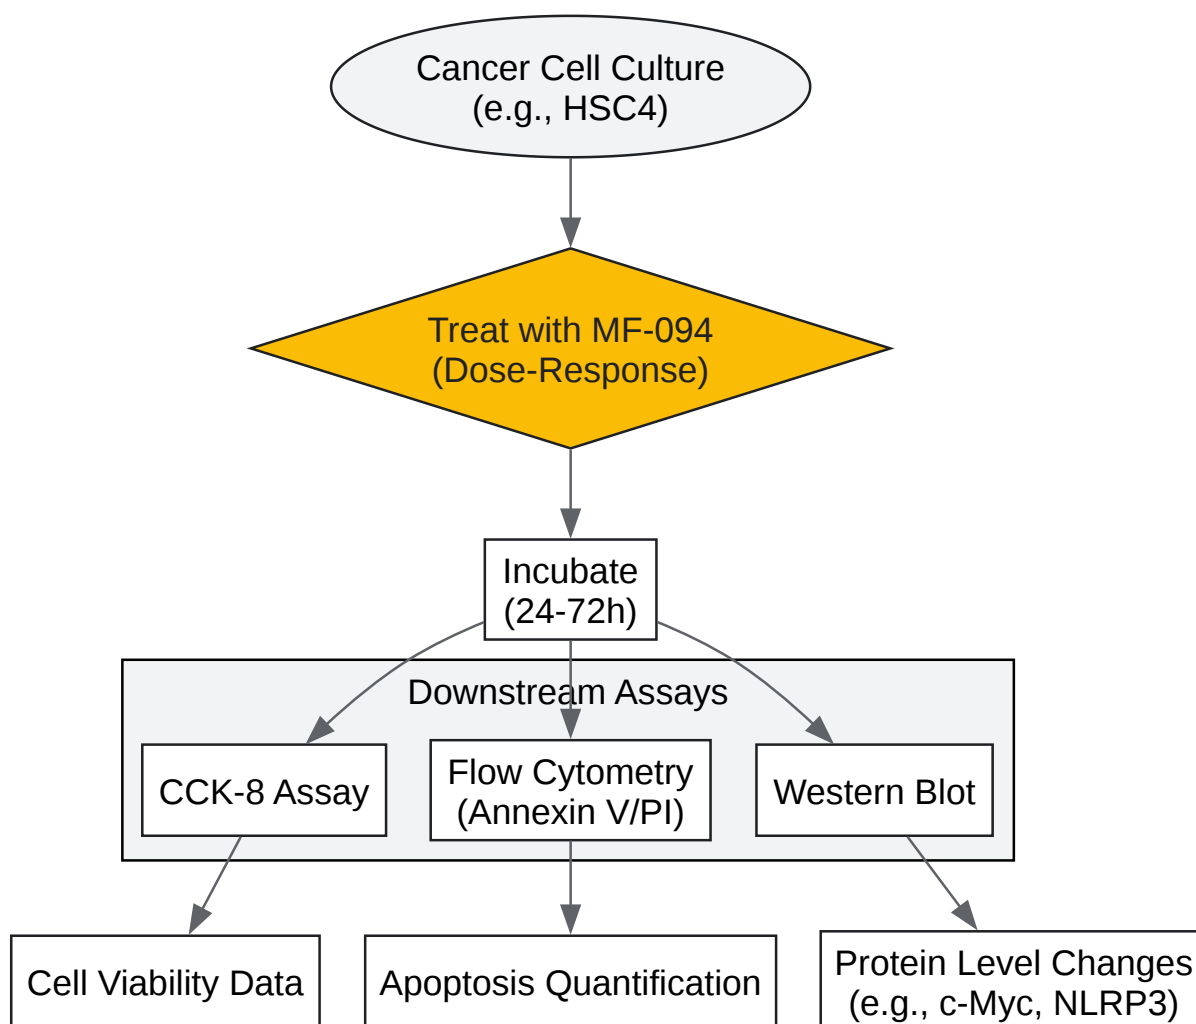 Cancer Cell Culture
(e.g., HSC4)
Treat with MF-094
(Dose-Response)
Incubate
(24-72h)
Downstream Assays
CCK-8 Assay
Flow Cytometry
(Annexin V/PI)
Western Blot
Cell Viability Data
Apoptosis Quantification
Protein Level Changes
(e.g., c-Myc, NLRP3)